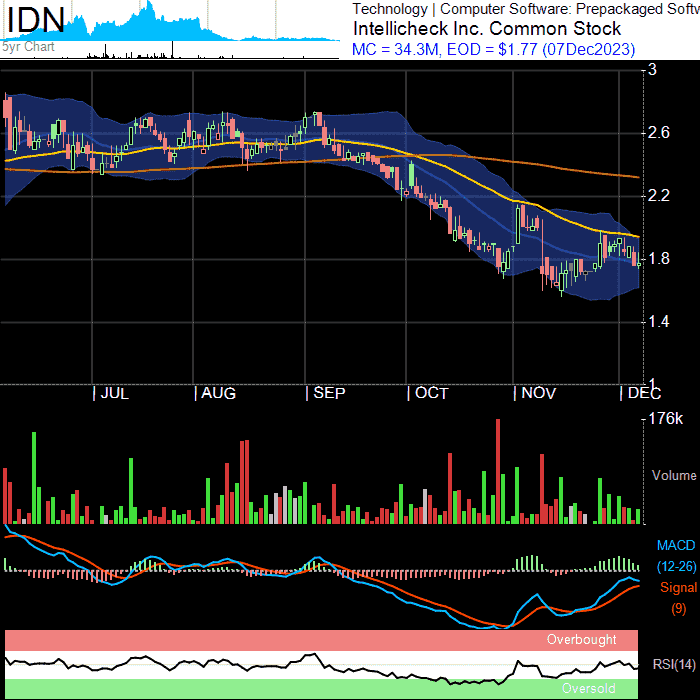 IDN
5yr Chart
Technology | Computer Software: Prepackaged Softw
Intellicheck Inc. Common Stock
MC = 34.3M, EOD = $1.77 (07Dec2023)
3
2.6
2.2
1.8
1.4
1
| JUL | AUG | SEP | OCT | NOV | DEC
176k
Volume
MACD
(12-26)
Signal
(9)
Overbought
RSI(14)
Oversold